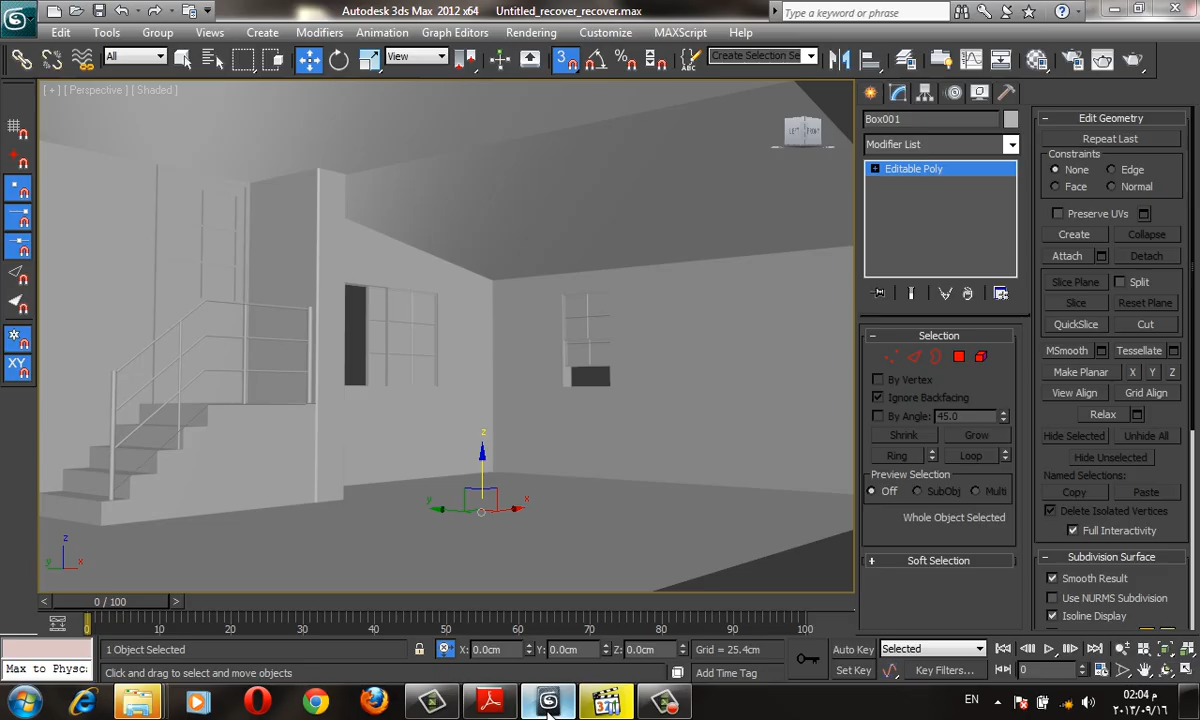 Autodesk 3ds Max 2012 x64 Untitled_recover_recover.max
Type a keyword or phrase
Edit Tools Group Views Create Modifiers Animation Graph Editors Rendering Customize MAXScript Help
All View 3 % Create Selection Se
[ + ] [ Perspective ] [ Shaded ]
LEFT FRONT
Box001
Modifier List
Editable Poly
Selection
By Vertex
Ignore Backfacing
By Angle: 45.0
Shrink Grow
Ring Loop
Preview Selection
Off SubObj Multi
Whole Object Selected
Soft Selection
Edit Geometry
Repeat Last
Constraints
None Edge
Face Normal
Preserve UVs
Create Collapse
Attach Detach
Slice Plane Split
Slice Reset Plane
QuickSlice Cut
MSmooth Tessellate
Make Planar X Y Z
View Align Grid Align
Relax
Hide Selected Unhide All
Hide Unselected
Named Selections:
Copy Paste
Delete Isolated Vertices
Full Interactivity
Subdivision Surface
Smooth Result
Use NURMS Subdivision
Isoline Display
XY
z
y x
z
y x
< 0 / 100 >
0 10 20 30 40 50 60 70 80 90 100
1 Object Selected X: 0.0cm Y: 0.0cm Z: 0.0cm Grid = 25.4cm Auto Key Selected
Max to Physc
Click and drag to select and move objects Add Time Tag Set Key Key Filters... 0
321
EN
02:04 م
٢٠١٣/٠٩/١٦